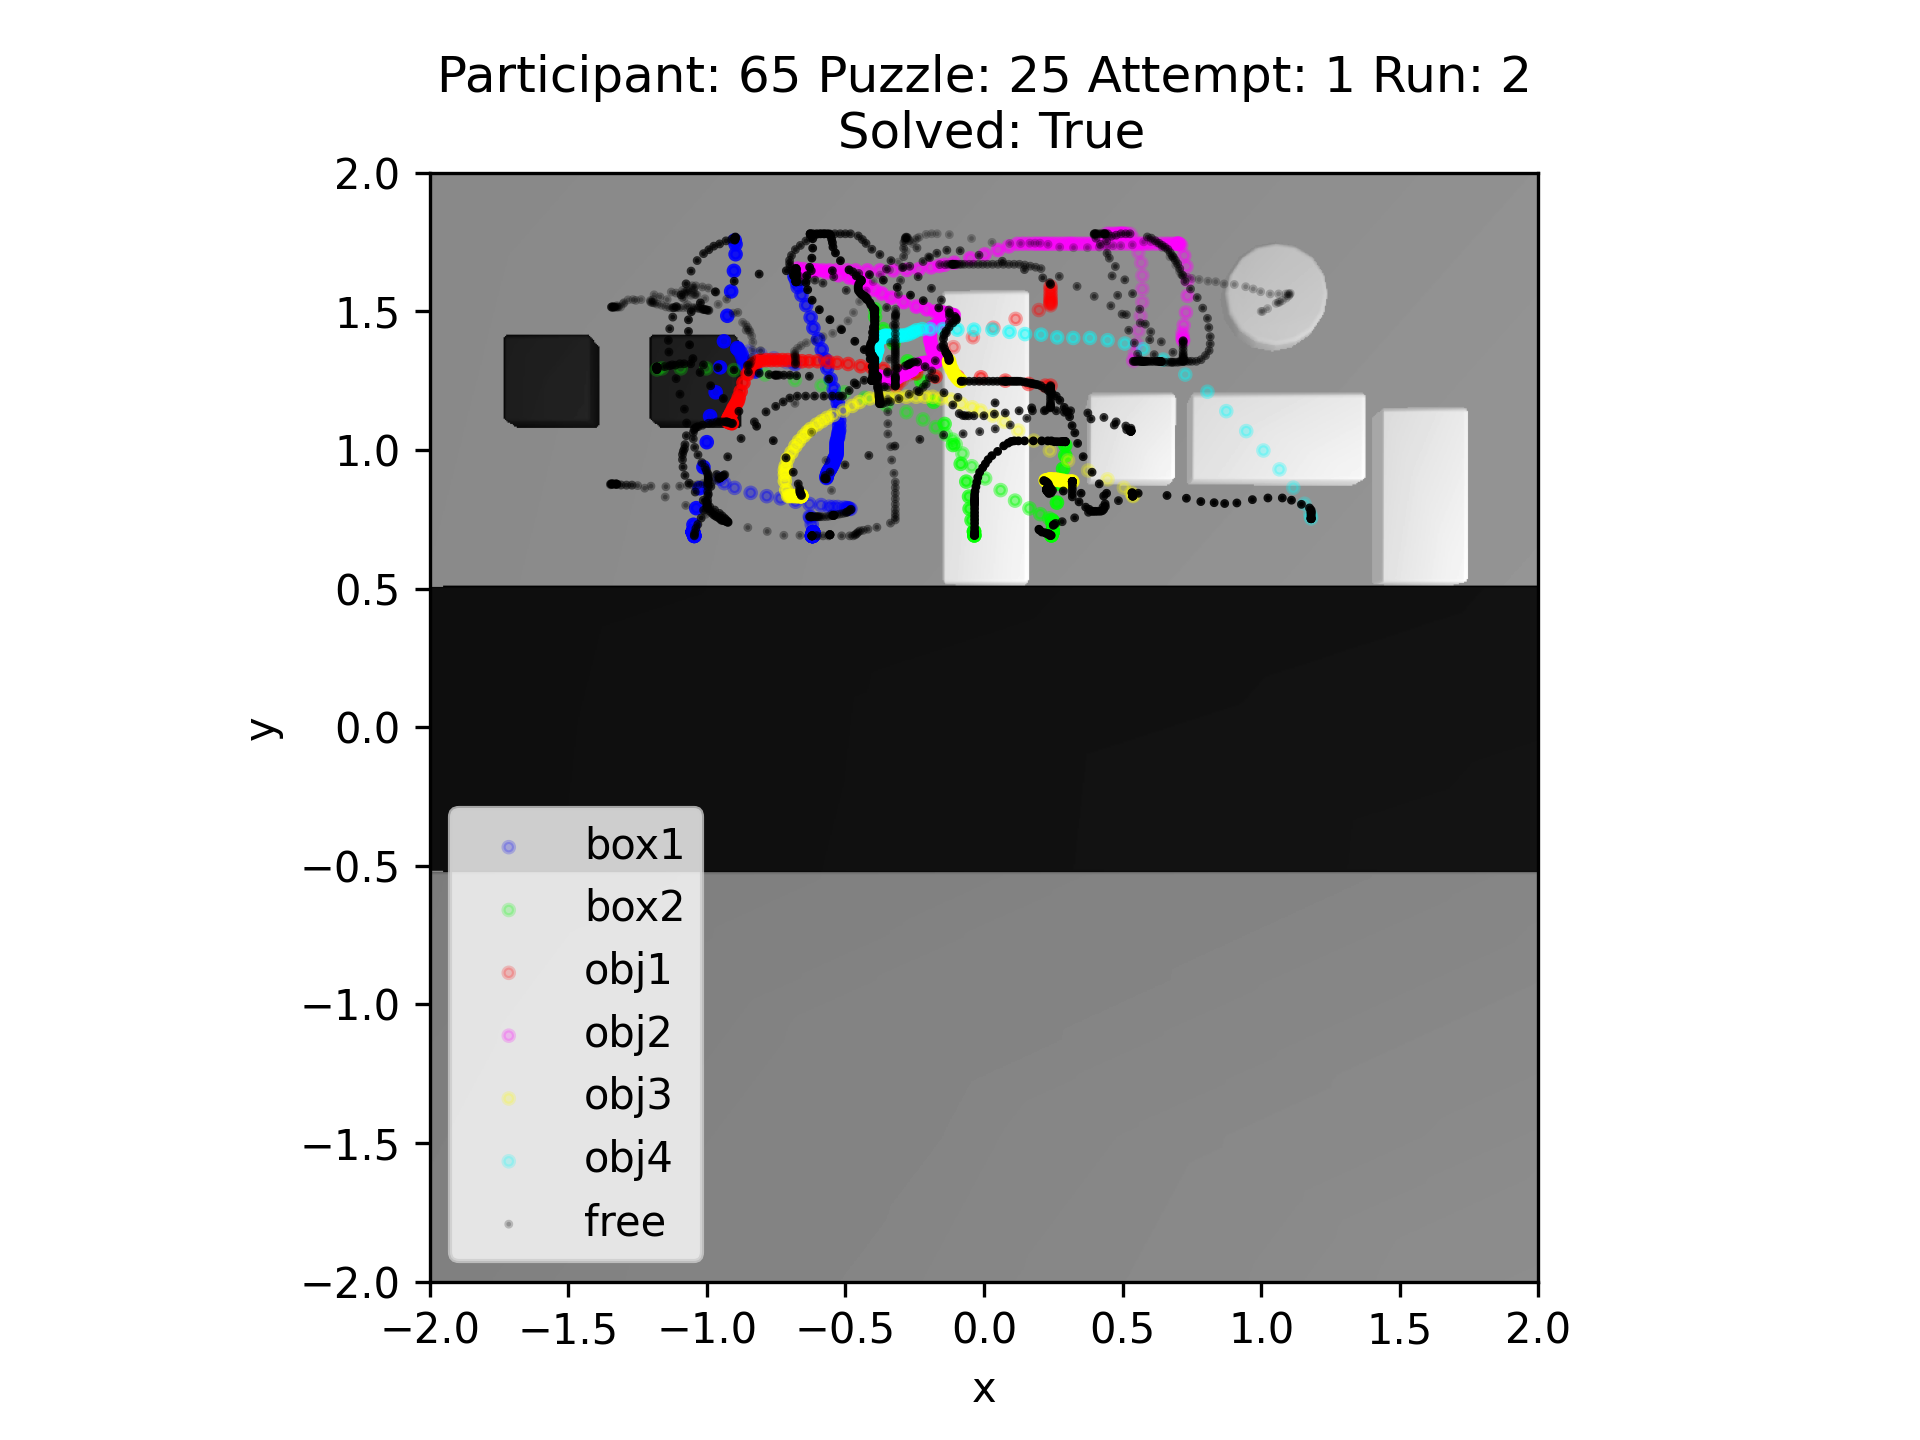 Participant: 65 Puzzle: 25 Attempt: 1 Run: 2
Solved: True
2.0
1.5
1.0
0.5
0.0
−0.5
−1.0
−1.5
−2.0
y
box1
box2
obj1
obj2
obj3
obj4
free
−2.0 −1.5 −1.0 −0.5 0.0 0.5 1.0 1.5 2.0
x